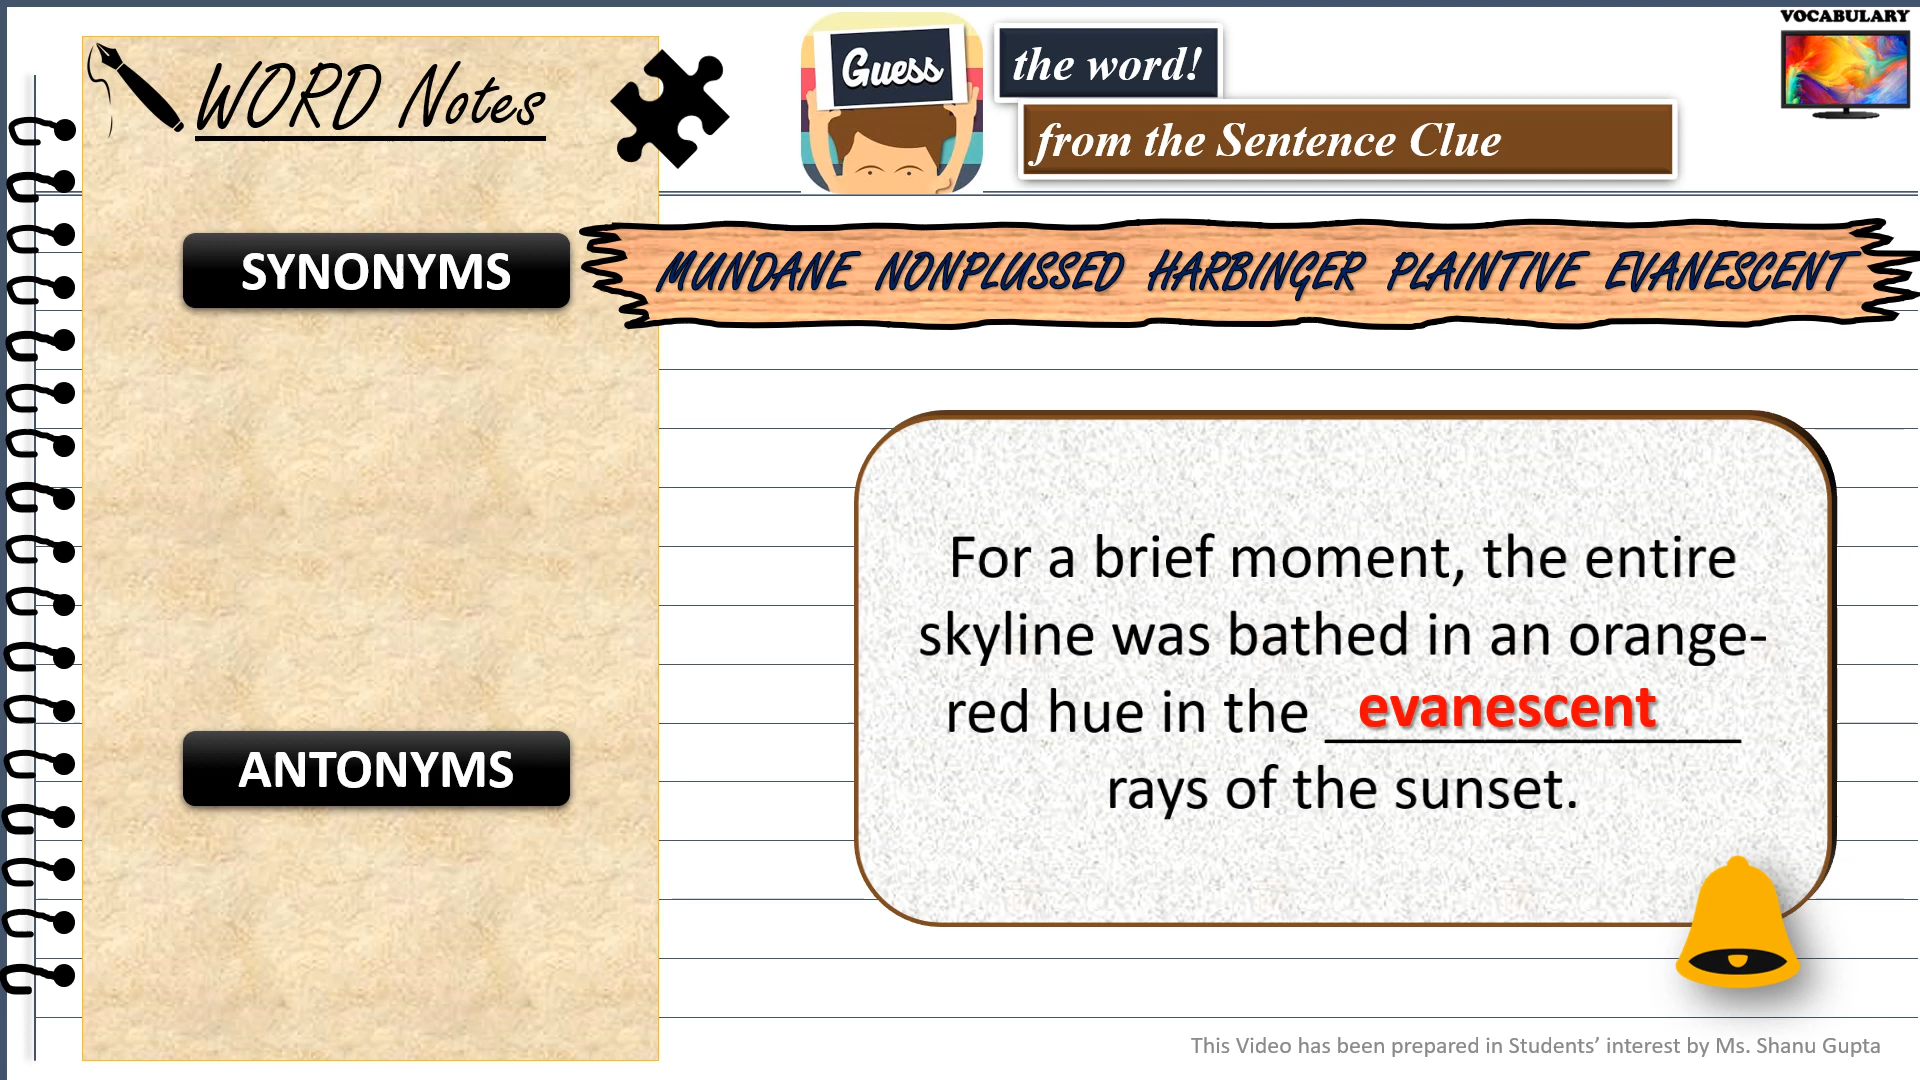 VOCABULARY
WORD Notes
Guess
the word!
from the Sentence Clue
SYNONYMS
MUNDANE NONPLUSSED HARBINGER PLAINTIVE EVANESCENT
For a brief moment, the entire
skyline was bathed in an orange-
red hue in the evanescent
rays of the sunset.
ANTONYMS
This Video has been prepared in Students’ interest by Ms. Shanu Gupta